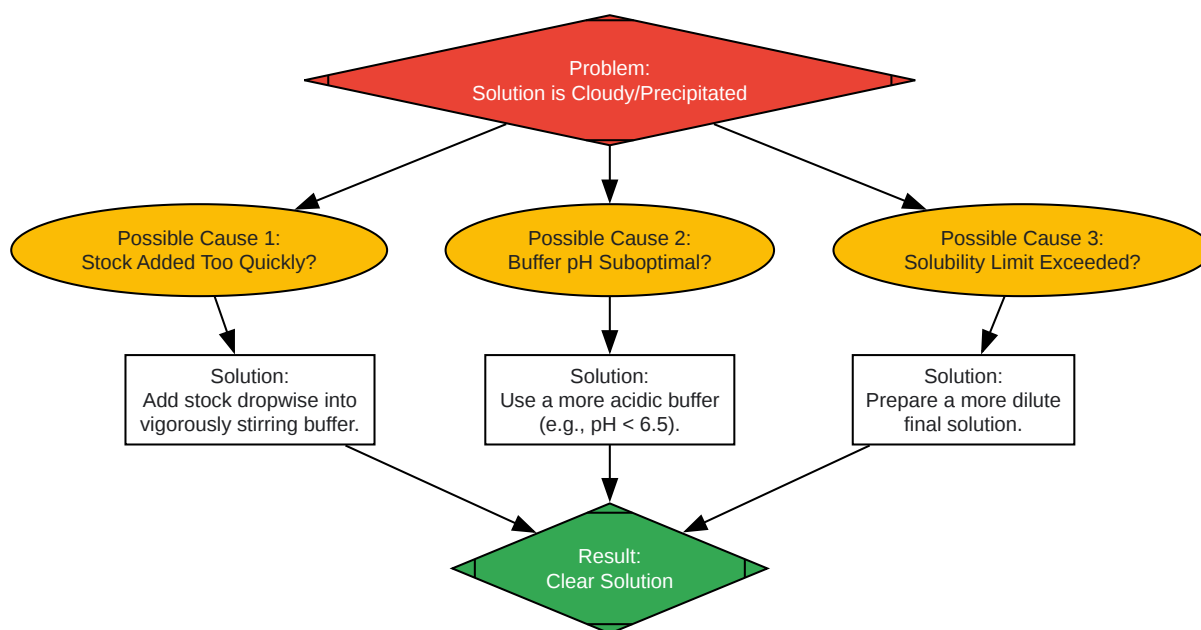 Problem:
Solution is Cloudy/Precipitated
Possible Cause 1:
Stock Added Too Quickly?
Possible Cause 2:
Buffer pH Suboptimal?
Possible Cause 3:
Solubility Limit Exceeded?
Solution:
Add stock dropwise into
vigorously stirring buffer.
Solution:
Use a more acidic buffer
(e.g., pH < 6.5).
Solution:
Prepare a more dilute
final solution.
Result:
Clear Solution